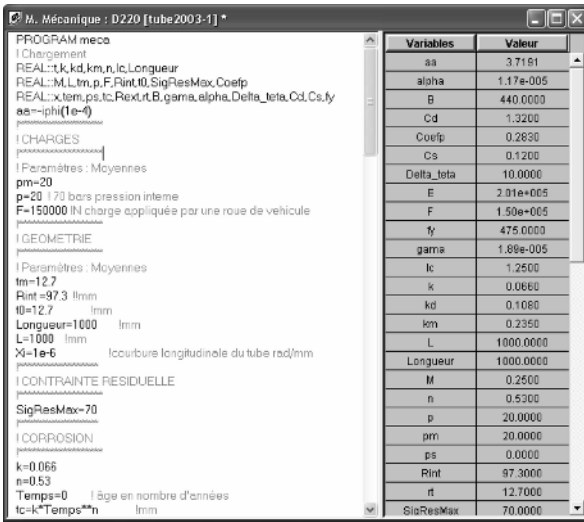 M. Mécanique : D220 [tube2003-1] *
PROGRAM meca
! Chargement
REAL::t,k,kd,km,n,lc,Longueur
REAL::M,L,tm,p,F,Rint,t0,SigResMax,Coefp
REAL::x,tem,ps,tc,Rext,rt,B,gama,alpha,Delta_teta,Cd,Cs,fy
aa=-iphi(1e-4)
! CHARGES
! Paramètres : Moyennes
pm=20
p=20 ! 70 bars pression interne
F=150000 !N charge appliquée par une roue de vehicule
! GEOMETRIE
! Paramètres : Moyennes
tm=12.7
Rint =97.3 !!mm
t0=12.7 !mm
Longueur=1000 !mm
L=1000 !mm
Xi=1e-6 !courbure longitudinale du tube rad/mm
! CONTRAINTE RESIDUELLE
SigResMax=70
! CORROSION
k=0.066
n=0.53
Temps=0 ! âge en nombre d'années
tc=k*Temps**n !mm
Variables Valeur
aa 3.7191
alpha 1.17e-005
B 440.0000
Cd 1.3200
Coefp 0.2830
Cs 0.1200
Delta_teta 10.0000
E 2.01e+005
F 1.50e+005
fy 475.0000
gama 1.89e-005
lc 1.2500
k 0.0660
kd 0.1080
km 0.2350
L 1000.0000
Longueur 1000.0000
M 0.2500
n 0.5300
p 20.0000
pm 20.0000
ps 0.0000
Rint 97.3000
rt 12.7000
SigResMax 70.0000